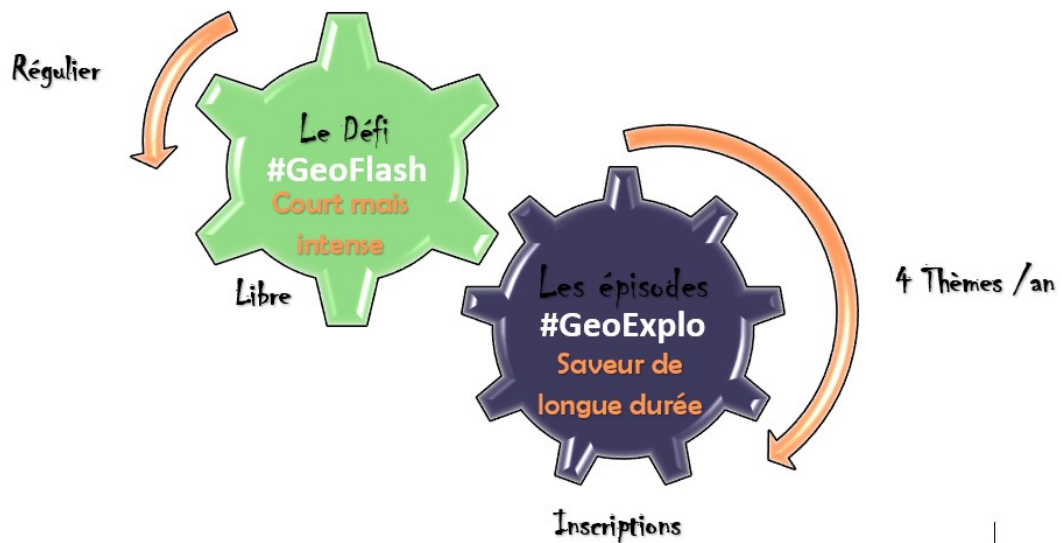 Régulier
Le Défi
#GeoFlash
Court mais
intense
Libre
Les épisodes
#GeoExplo
Saveur de
longue durée
4 Thèmes /an
Inscriptions